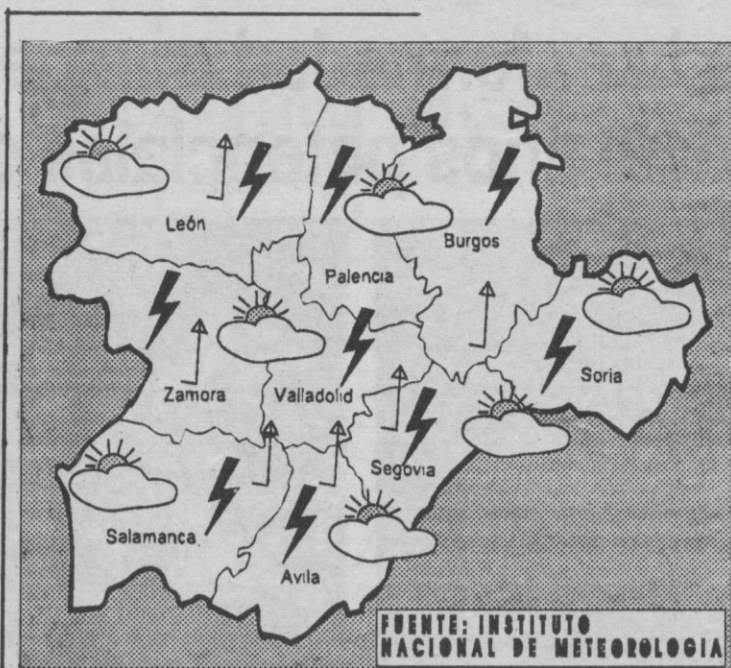 León
Burgos
Palencia
Zamora
Valladolid
Soria
Segovia
Salamanca
Avila
FUENTE: INSTITUTO
NACIONAL DE METEOROLOGIA